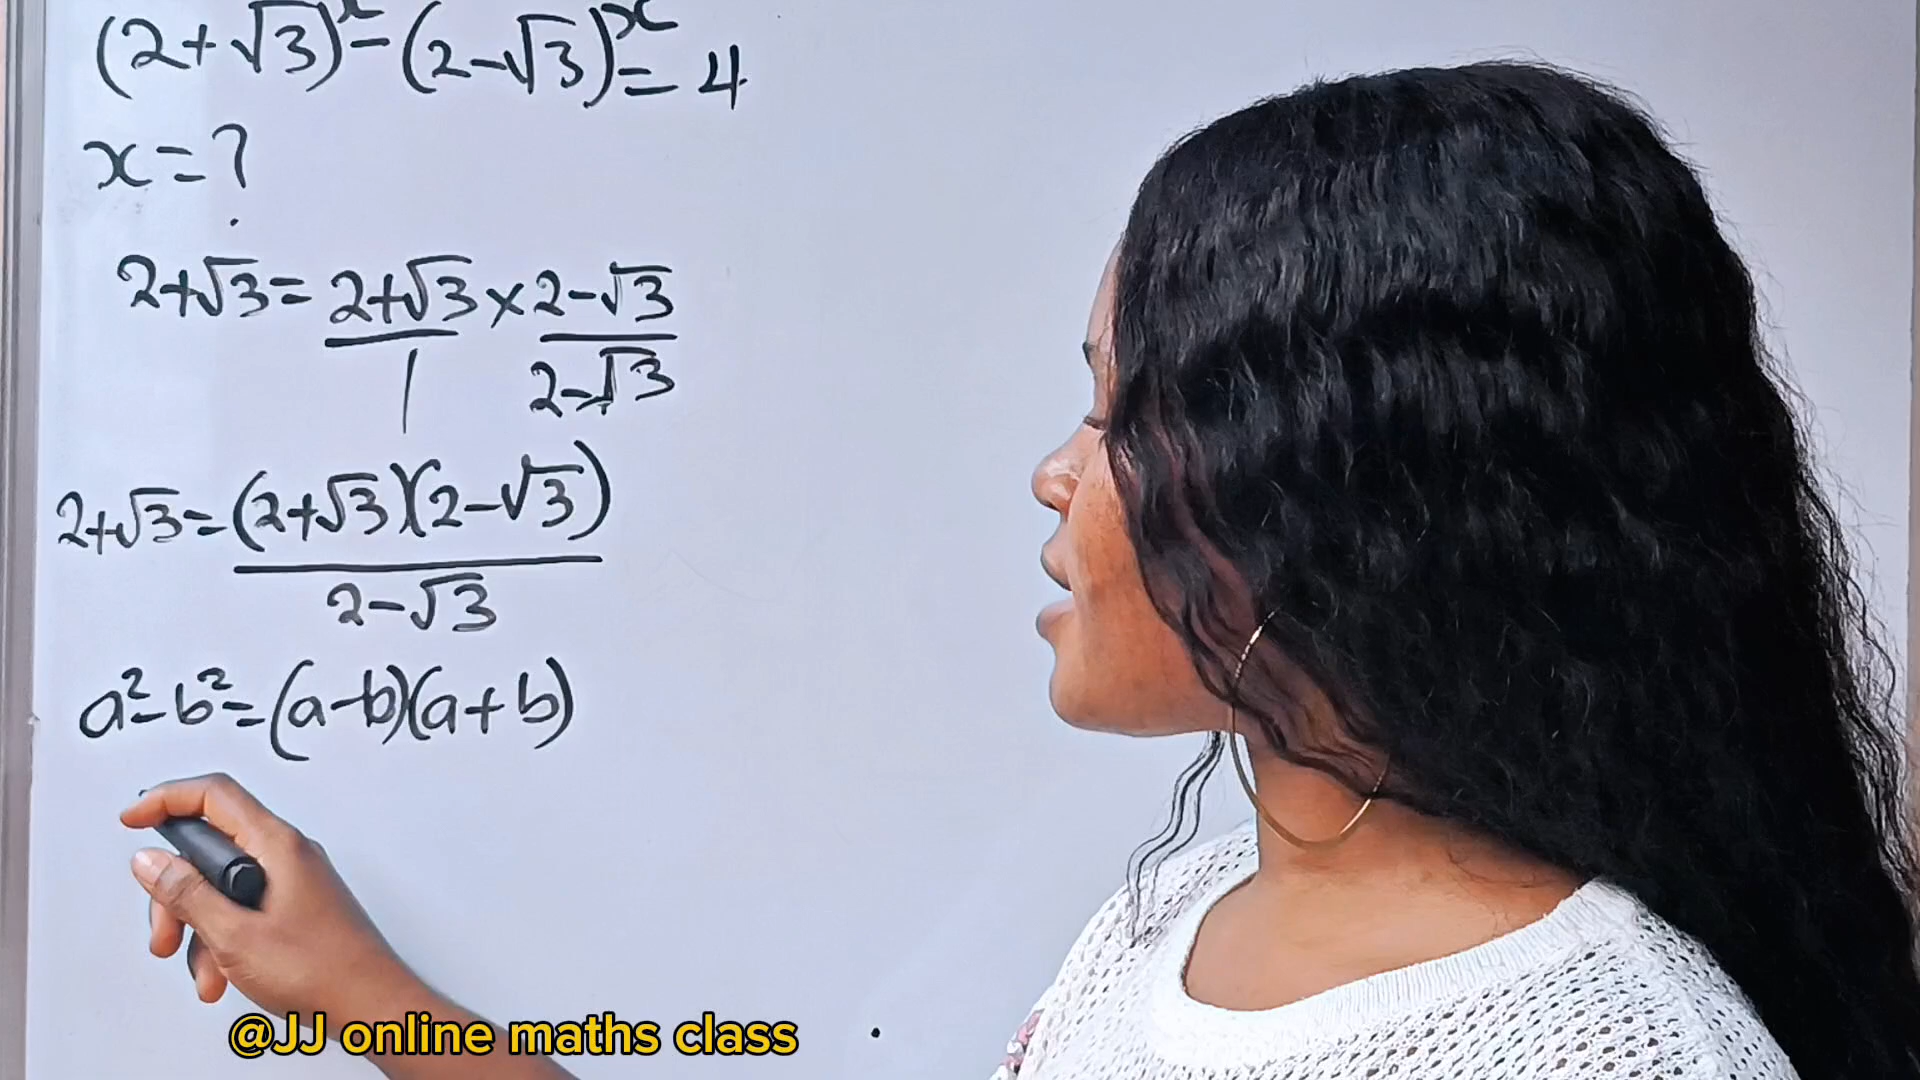 (2+√3)^x-(2-√3)^x=4
x=?
2+√3=2+√3/1×2-√3/2-√3
2+√3=(2+√3)(2-√3)/2-√3
a²-b²=(a-b)(a+b)
@JJ online maths class